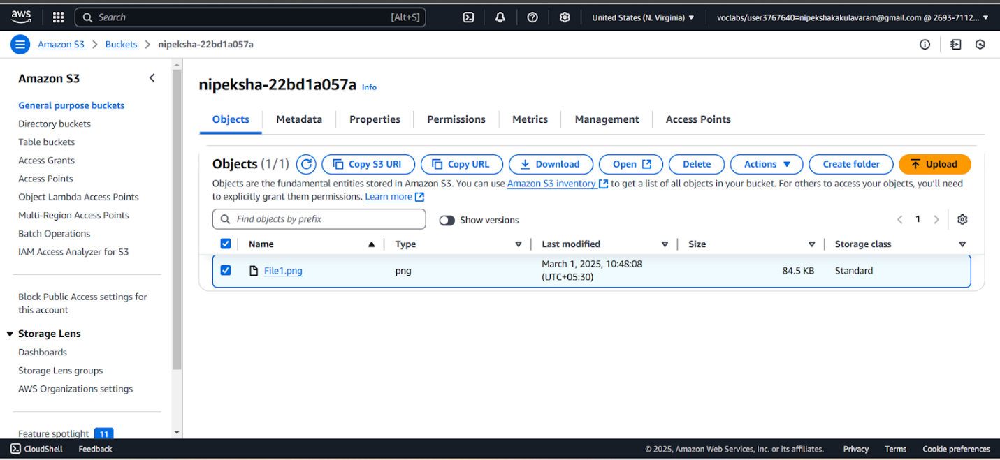 aws
Search [Alt+S] United States (N. Virginia) voclabs/user3767640=nipekshakakulavaram@gmail.com @ 2693-7112...
Amazon S3 > Buckets > nipeksha-22bd1a057a
Amazon S3
General purpose buckets
Directory buckets
Table buckets
Access Grants
Access Points
Object Lambda Access Points
Multi-Region Access Points
Batch Operations
IAM Access Analyzer for S3
Block Public Access settings for
this account
Storage Lens
Dashboards
Storage Lens groups
AWS Organizations settings
Feature spotlight 11
nipeksha-22bd1a057a Info
Objects Metadata Properties Permissions Metrics Management Access Points
Objects (1/1) Copy S3 URI Copy URL Download Open Delete Actions Create folder Upload
Objects are the fundamental entities stored in Amazon S3. You can use Amazon S3 inventory to get a list of all objects in your bucket. For others to access your objects, you'll need
to explicitly grant them permissions. Learn more
Find objects by prefix Show versions 1
Name Type Last modified Size Storage class
File1.png png March 1, 2025, 10:48:08 84.5 KB Standard
(UTC+05:30)
CloudShell Feedback © 2025, Amazon Web Services, Inc. or its affiliates. Privacy Terms Cookie preferences